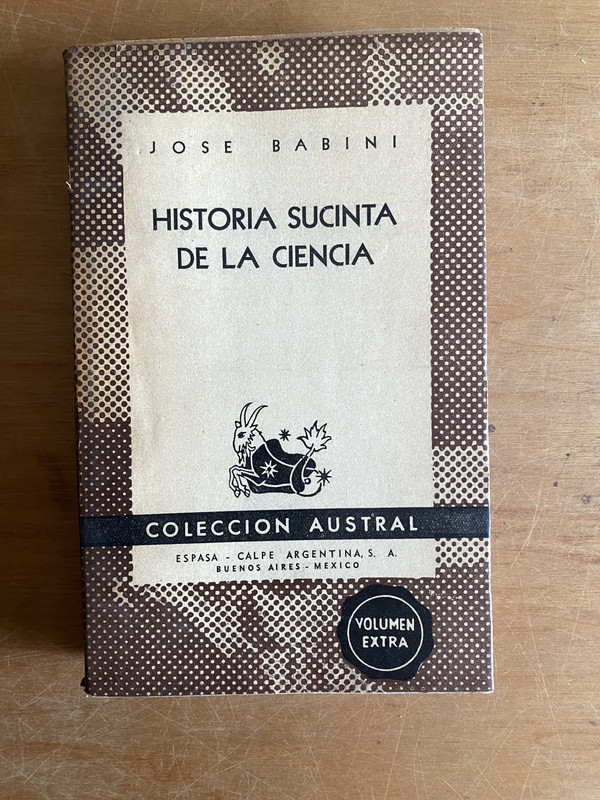 JOSE BABINI
HISTORIA SUCINTA
DE LA CIENCIA
COLECCION AUSTRAL
ESPASA - CALPE ARGENTINA, S. A.
BUENOS AIRES - MEXICO
VOLUMEN
EXTRA